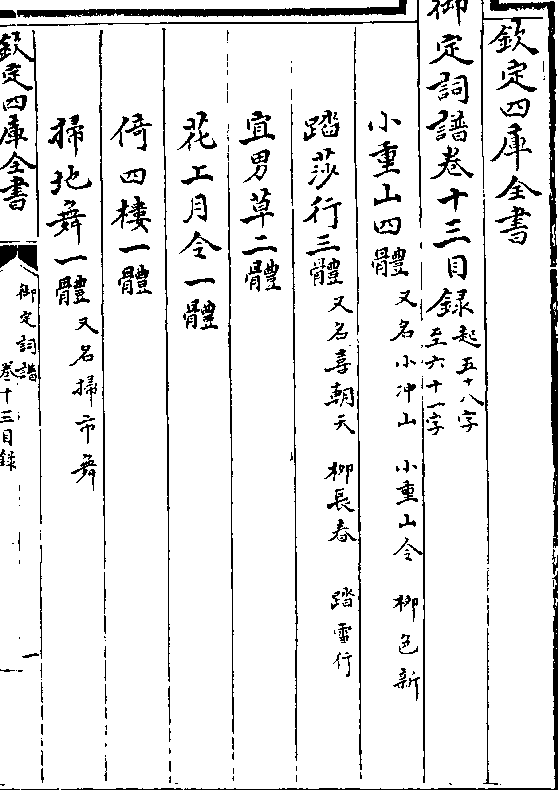 欽定四庫全書
御定詞譜卷十三目録起五十八字至六十一字
小重山四體又名小冲山 小重山令 柳色新
踏莎行三體又名喜朝天 柳長春 踏雪行
宜男草二體
花上月令一體
倚西樓一體
掃地舞一體又名掃市舞
欽定四庫全書
御定詞譜
卷十三目録
一